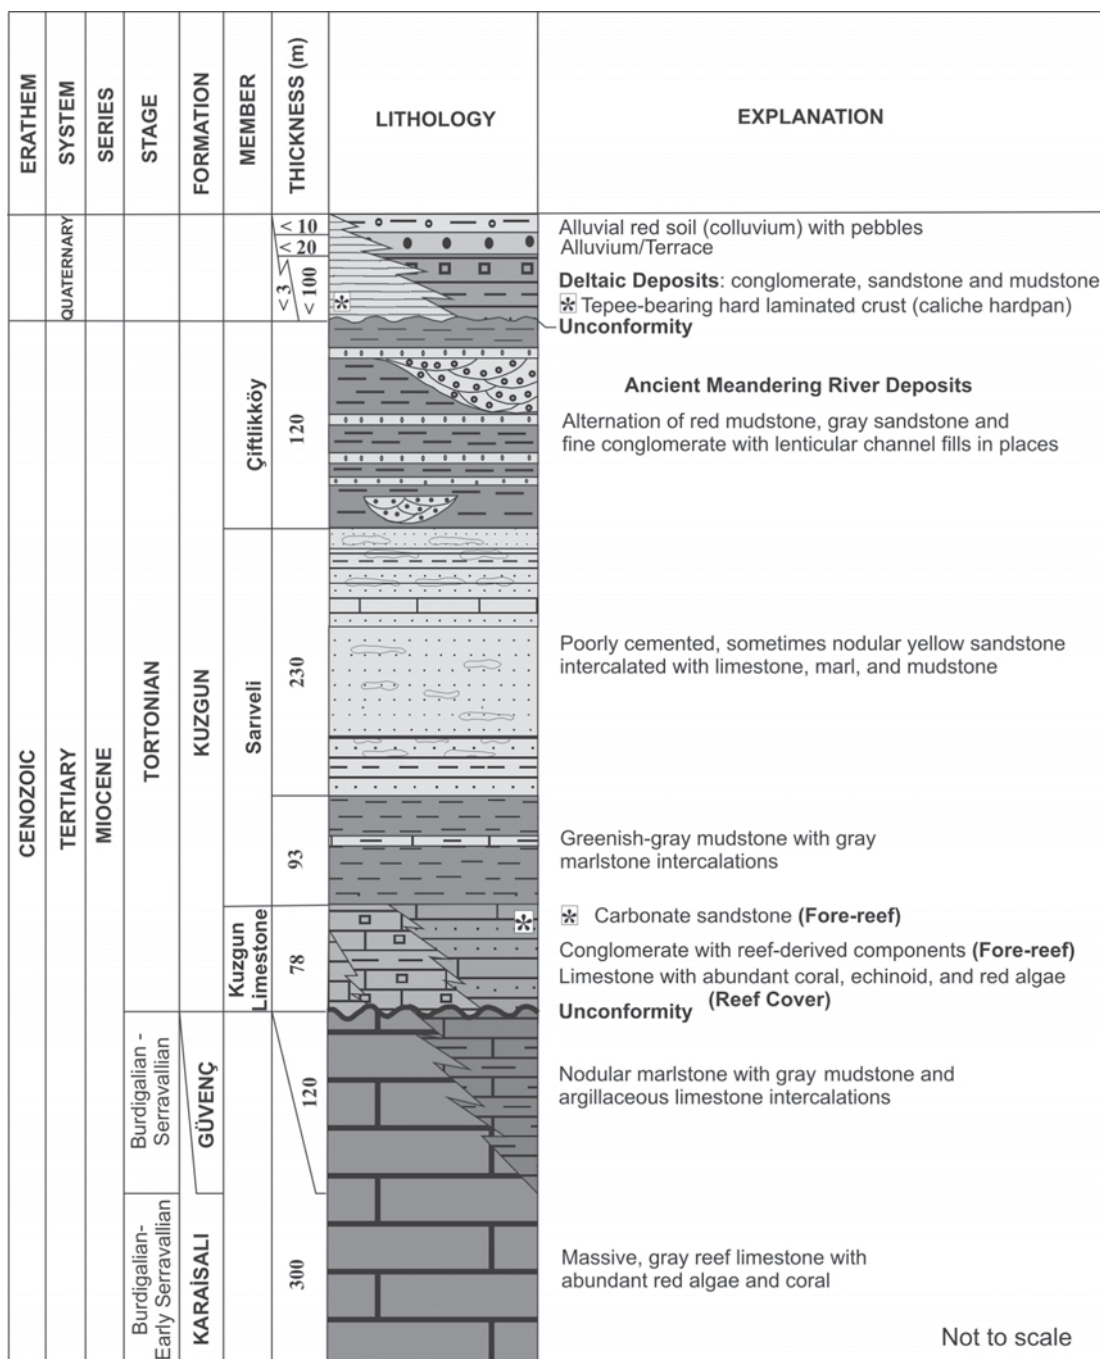 ERATHEM
SYSTEM
SERIES
STAGE
FORMATION
MEMBER
THICKNESS (m)
LITHOLOGY
EXPLANATION
CENOZOIC
QUATERNARY
TERTIARY
MIOCENE
TORTONIAN
Burdigalian -
Serravallian
Burdigalian-
Early Serravallian
KUZGUN
GÜVENÇ
KARAİSALI
Çiftlikköy
Sarıveli
Kuzgun
Limestone
< 10
< 20
< 3
< 100
120
230
93
78
120
300
Alluvial red soil (colluvium) with pebbles
Alluvium/Terrace
Deltaic Deposits: conglomerate, sandstone and mudstone
* Tepee-bearing hard laminated crust (caliche hardpan)
Unconformity
Ancient Meandering River Deposits
Alternation of red mudstone, gray sandstone and
fine conglomerate with lenticular channel fills in places
Poorly cemented, sometimes nodular yellow sandstone
intercalated with limestone, marl, and mudstone
Greenish-gray mudstone with gray
marlstone intercalations
* Carbonate sandstone (Fore-reef)
Conglomerate with reef-derived components (Fore-reef)
Limestone with abundant coral, echinoid, and red algae
(Reef Cover)
Unconformity
Nodular marlstone with gray mudstone and
argillaceous limestone intercalations
Massive, gray reef limestone with
abundant red algae and coral
Not to scale